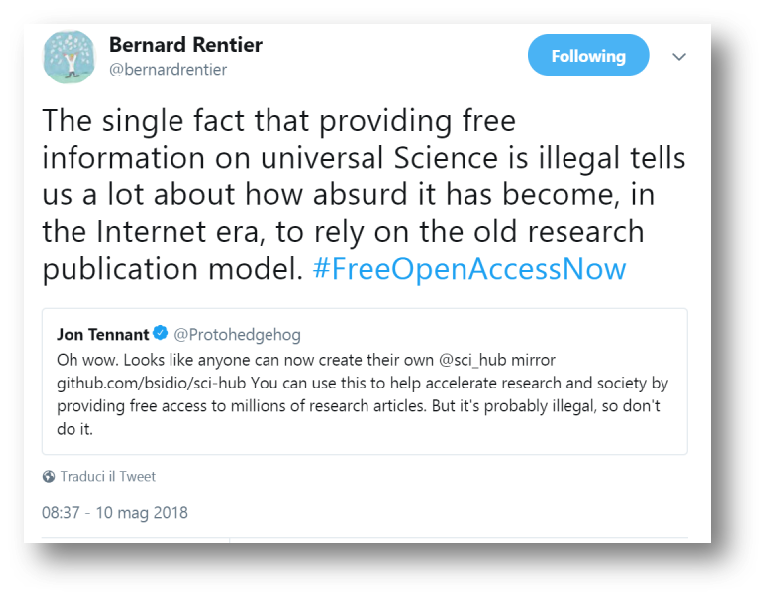 Bernard Rentier
@bernardrentier
Following
The single fact that providing free
information on universal Science is illegal tells
us a lot about how absurd it has become, in
the Internet era, to rely on the old research
publication model. #FreeOpenAccessNow
Jon Tennant @Protohedgehog
Oh wow. Looks like anyone can now create their own @sci_hub mirror
github.com/bsidio/sci-hub You can use this to help accelerate research and society by
providing free access to millions of research articles. But it's probably illegal, so don't
do it.
Traduci il Tweet
08:37 - 10 mag 2018